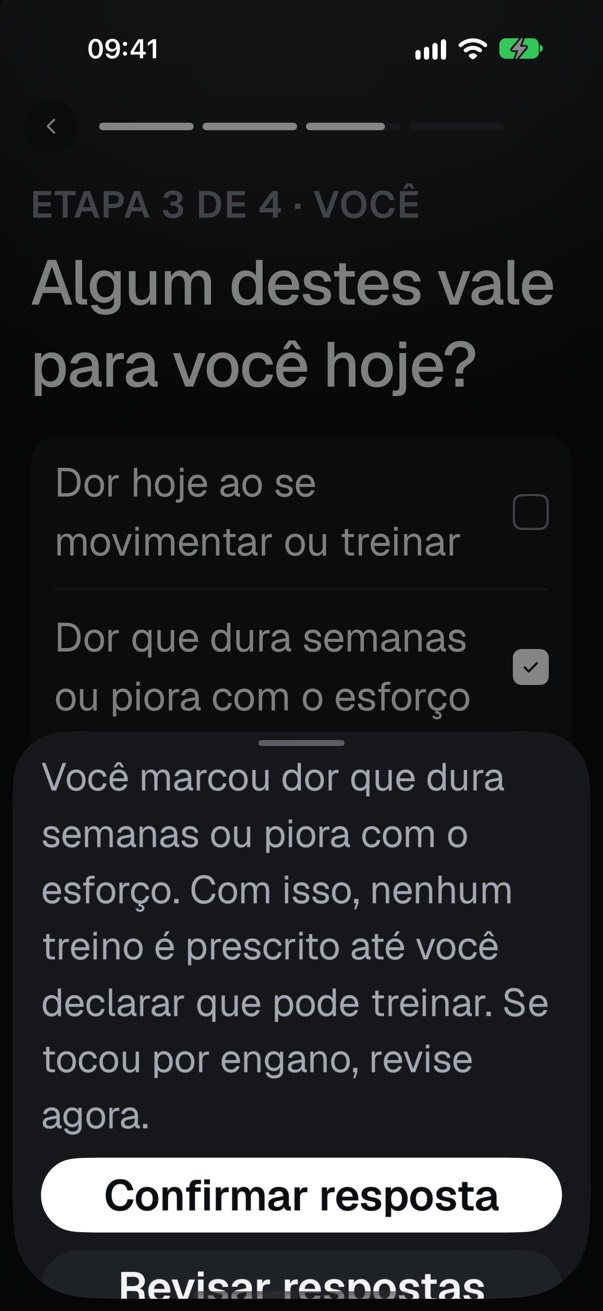 09:41
ETAPA 3 DE 4 · VOCÊ
Algum destes vale
para você hoje?
Dor hoje ao se
movimentar ou treinar
Dor que dura semanas
ou piora com o esforço
Você marcou dor que dura
semanas ou piora com o
esforço. Com isso, nenhum
treino é prescrito até você
declarar que pode treinar. Se
tocou por engano, revise
agora.
Confirmar resposta
Revisar respostas